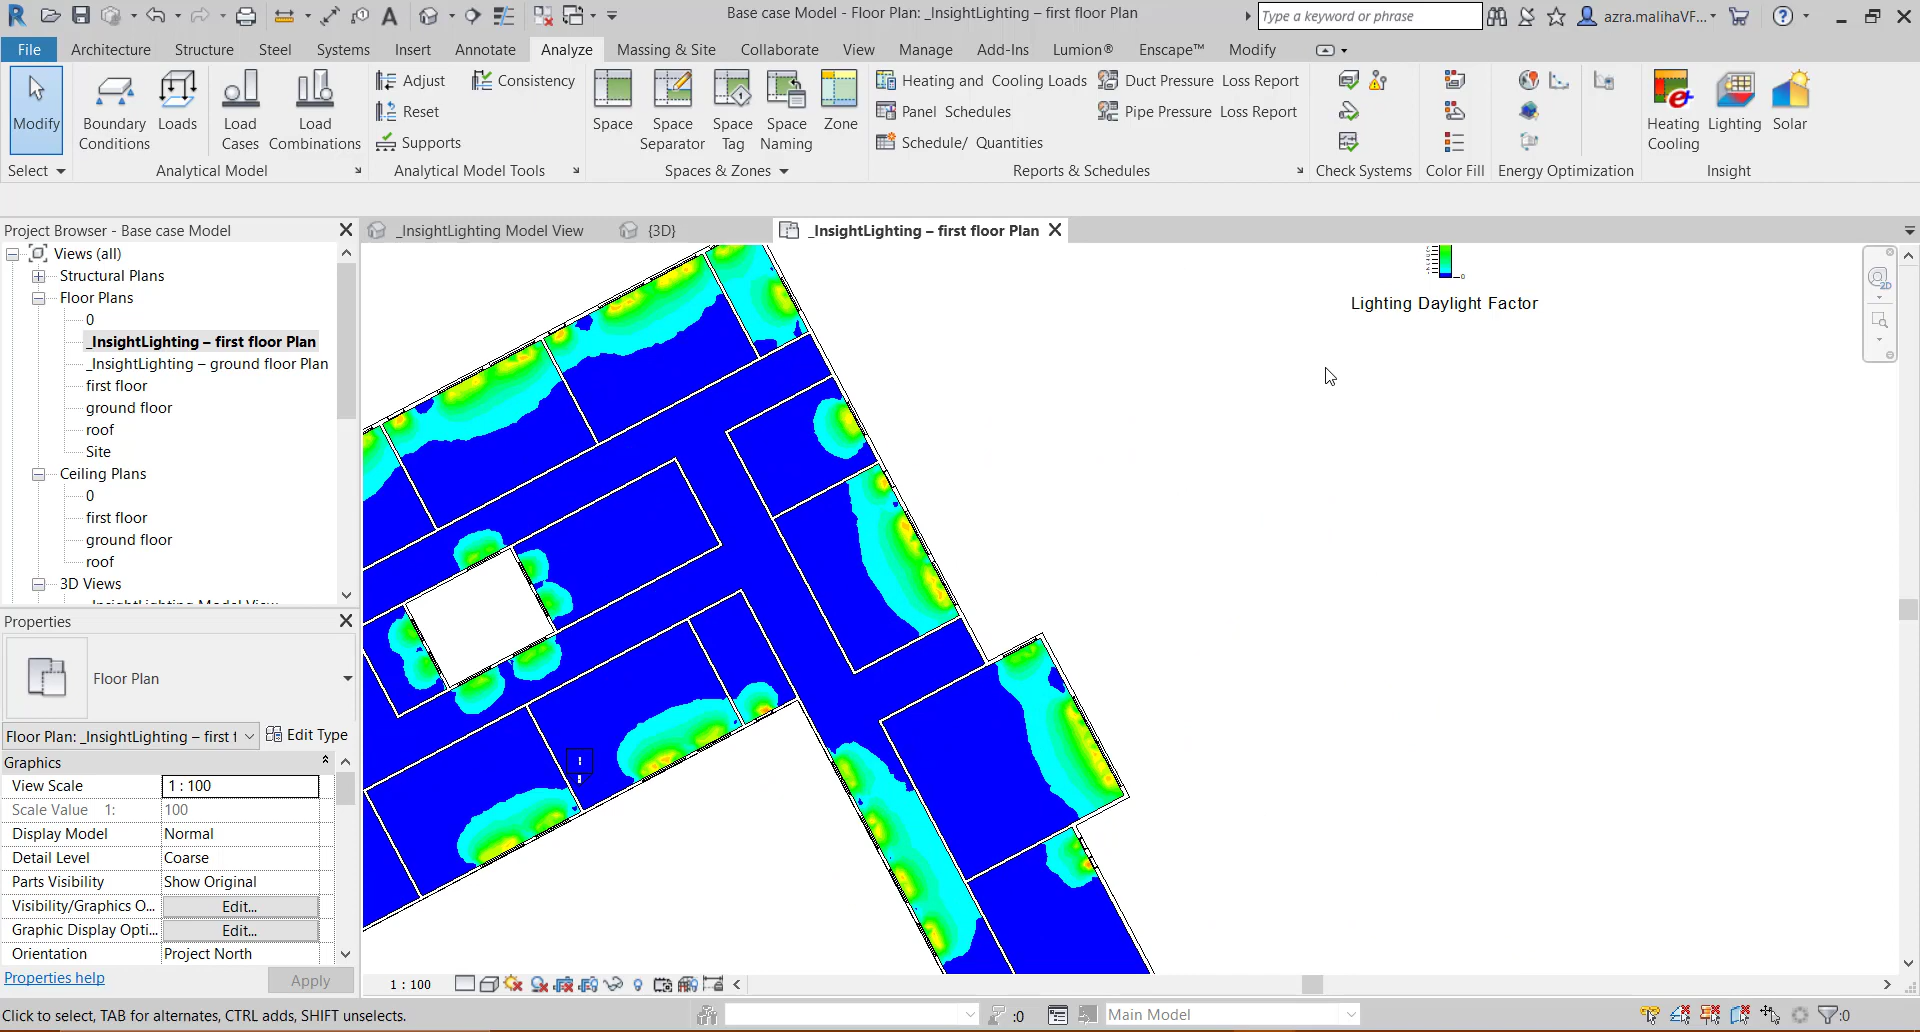 Base case Model - Floor Plan: _InsightLighting – first floor Plan
Type a keyword or phrase
azra.malihaVF...
File Architecture Structure Steel Systems Insert Annotate Analyze Massing & Site Collaborate View Manage Add-Ins Lumion® Enscape™ Modify
Modify
Select
Boundary Conditions
Loads
Load Cases
Load Combinations
Analytical Model
Adjust
Reset
Supports
Consistency
Analytical Model Tools
Space
Space Separator
Space Tag
Space Naming
Zone
Spaces & Zones
Heating and Cooling Loads
Panel Schedules
Schedule/ Quantities
Duct Pressure Loss Report
Pipe Pressure Loss Report
Reports & Schedules
Check Systems
Color Fill
Energy Optimization
Heating Cooling
Lighting
Solar
Insight
Project Browser - Base case Model
Views (all)
Structural Plans
Floor Plans
0
_InsightLighting – first floor Plan
_InsightLighting – ground floor Plan
first floor
ground floor
roof
Site
Ceiling Plans
0
first floor
ground floor
roof
3D Views
_InsightLighting Model View
Properties
Floor Plan
Floor Plan: _InsightLighting – first f
Edit Type
Graphics
View Scale 1 : 100
Scale Value 1: 100
Display Model Normal
Detail Level Coarse
Parts Visibility Show Original
Visibility/Graphics O... Edit...
Graphic Display Opti... Edit...
Orientation Project North
Properties help
Apply
_InsightLighting Model View
{3D}
_InsightLighting – first floor Plan
Lighting Daylight Factor
2D
1 : 100
Click to select, TAB for alternates, CTRL adds, SHIFT unselects.
:0
Main Model
:0